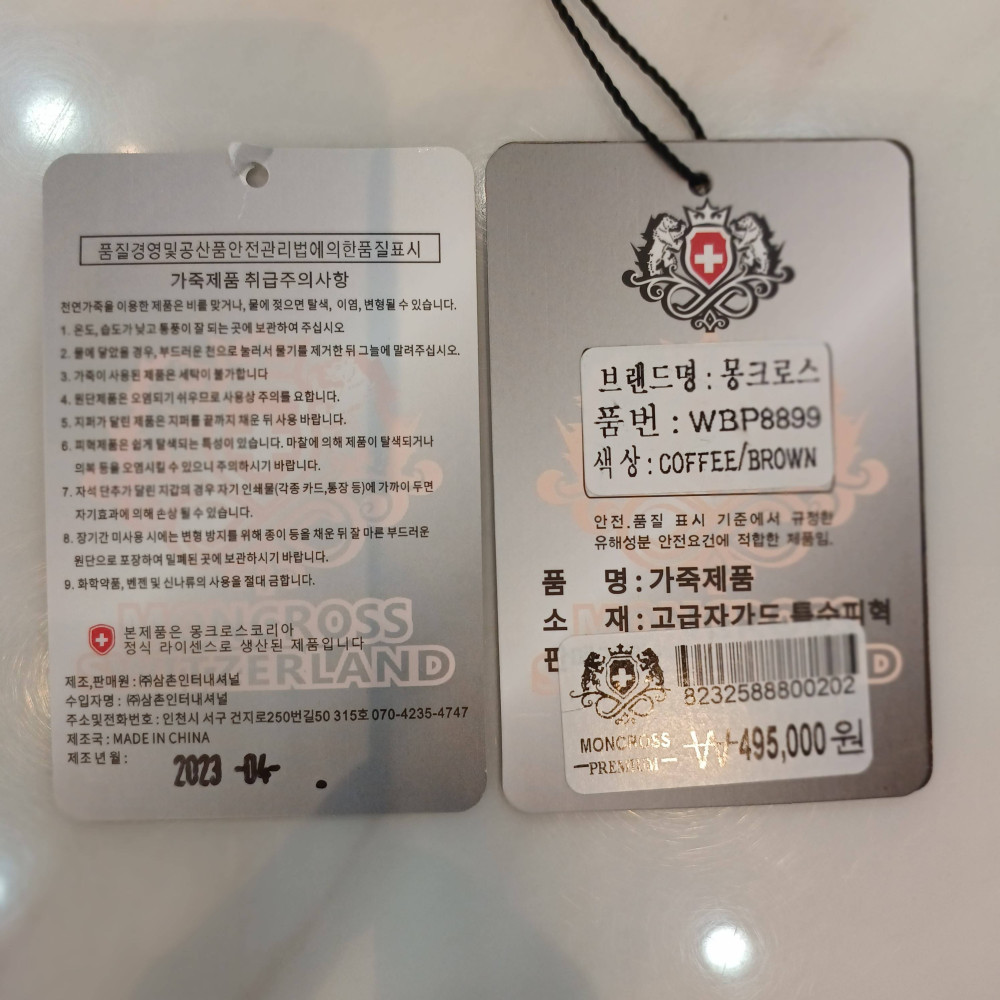 품질경영및공산품안전관리법에의한품질표시
가죽제품 취급주의사항
천연가죽을 이용한 제품은 비를 맞거나, 물에 젖으면 탈색, 이염, 변형될 수 있습니다.
1. 온도, 습도가 낮고 통풍이 잘 되는 곳에 보관하여 주십시오
2. 물에 닿았을 경우, 부드러운 천으로 눌러서 물기를 제거한 뒤 그늘에 말려주십시오.
3. 가죽이 사용된 제품은 세탁이 불가합니다
4. 원단제품은 오염되기 쉬우므로 사용상 주의를 요합니다.
5. 지퍼가 달린 제품은 지퍼를 끝까지 채운 뒤 사용 바랍니다.
6. 피혁제품은 쉽게 탈색되는 특성이 있습니다. 마찰에 의해 제품이 탈색되거나
의복 등을 오염시킬 수 있으니 주의하시기 바랍니다.
7. 자석 단추가 달린 지갑의 경우 자기 인쇄물(각종 카드,통장 등)에 가까이 두면
자기효과에 의해 손상 될 수 있습니다.
8. 장기간 미사용 시에는 변형 방지를 위해 종이 등을 채운 뒤 잘 마른 부드러운
원단으로 포장하여 밀폐된 곳에 보관하시기 바랍니다.
9. 화학약품, 벤젠 및 신나류의 사용을 절대 금합니다.
MONCROSS
SWITZERLAND
본제품은 몽크로스코리아
정식 라이센스로 생산된 제품입니다
제조,판매원 : ㈜삼촌인터내셔널
수입자명 : ㈜삼촌인터내셔널
주소및전화번호 : 인천시 서구 건지로250번길50 315호 070-4235-4747
제조국 : MADE IN CHINA
제조년월 : 2023 -04-
브랜드명 : 몽크로스
품번 : WBP8899
색상 : COFFEE/BROWN
안전.품질 표시 기준에서 규정한
유해성분 안전요건에 적합한 제품임.
품 명 : 가죽제품
소 재 : 고급자가드 특수피혁
판
8232588800202
MONCROSS
-PREMIUM-
495,000 원